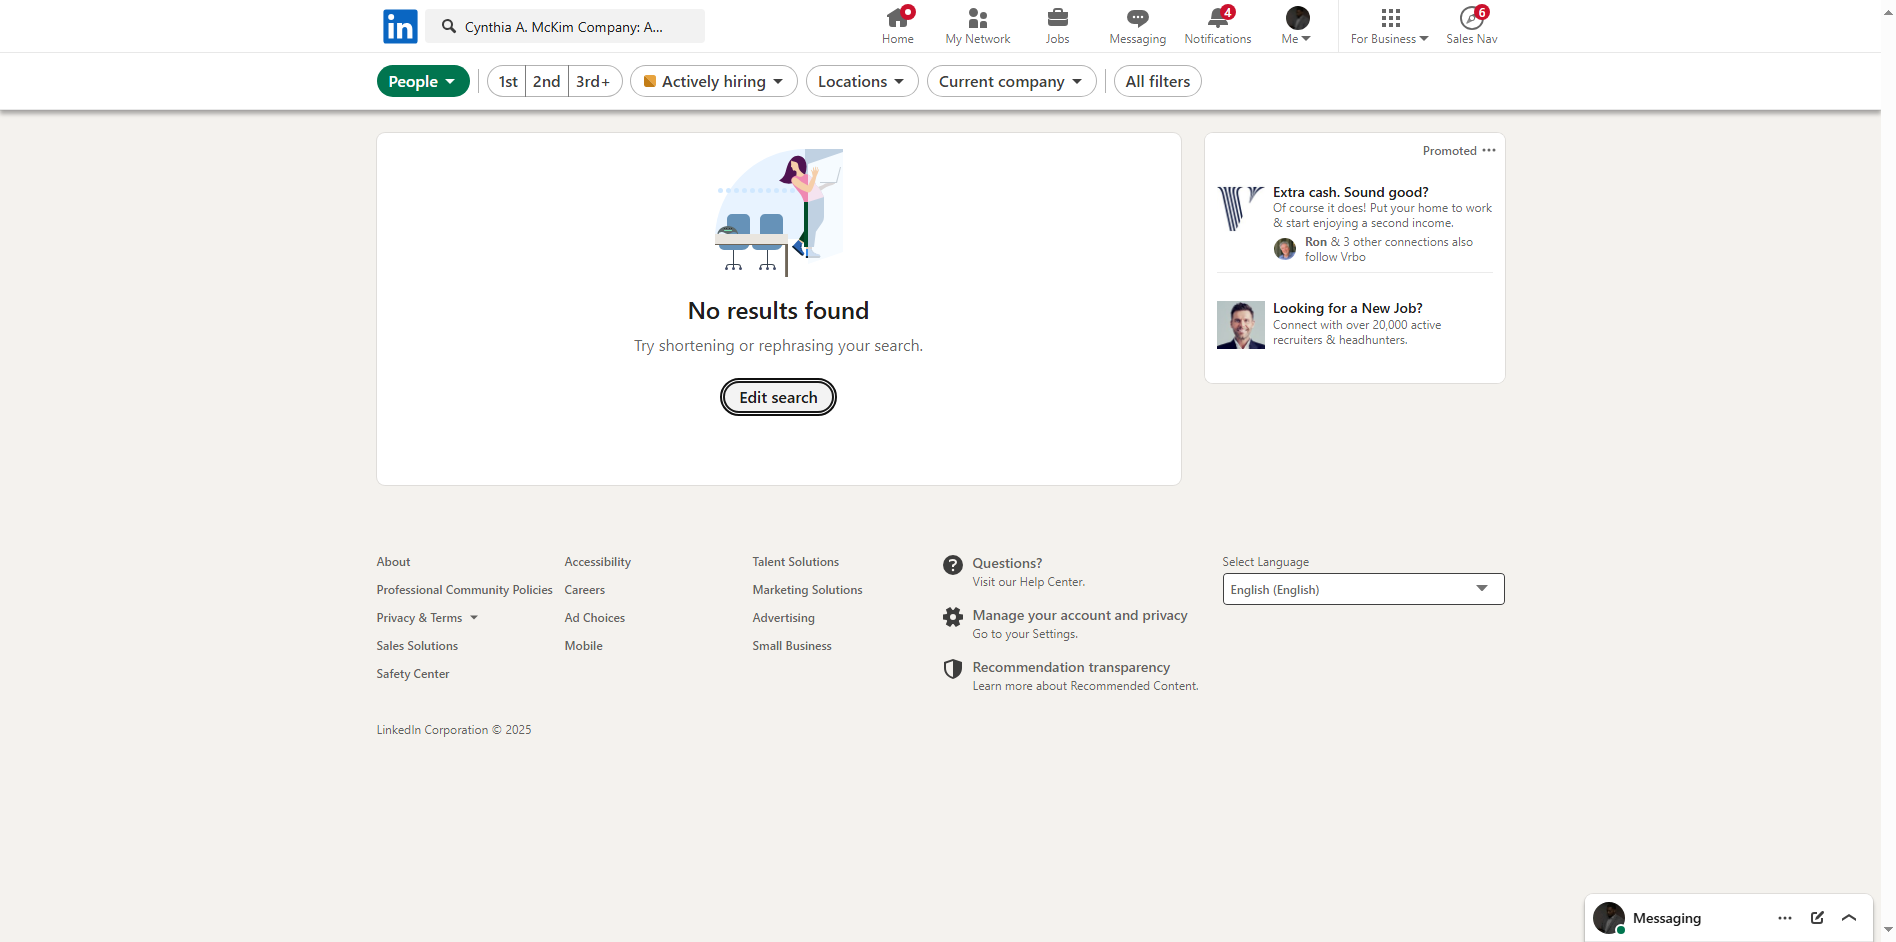 in
Cynthia A. McKim Company: A...
Home
My Network
Jobs
Messaging
4
Notifications
Me
For Business
6
Sales Nav
People
1st
2nd
3rd+
Actively hiring
Locations
Current company
All filters
No results found
Try shortening or rephrasing your search.
Edit search
Promoted
Extra cash. Sound good?
Of course it does! Put your home to work
& start enjoying a second income.
Ron & 3 other connections also
follow Vrbo
Looking for a New Job?
Connect with over 20,000 active
recruiters & headhunters.
About
Professional Community Policies
Privacy & Terms
Sales Solutions
Safety Center
Accessibility
Careers
Ad Choices
Mobile
Talent Solutions
Marketing Solutions
Advertising
Small Business
Questions?
Visit our Help Center.
Manage your account and privacy
Go to your Settings.
Recommendation transparency
Learn more about Recommended Content.
Select Language
English (English)
LinkedIn Corporation © 2025
Messaging